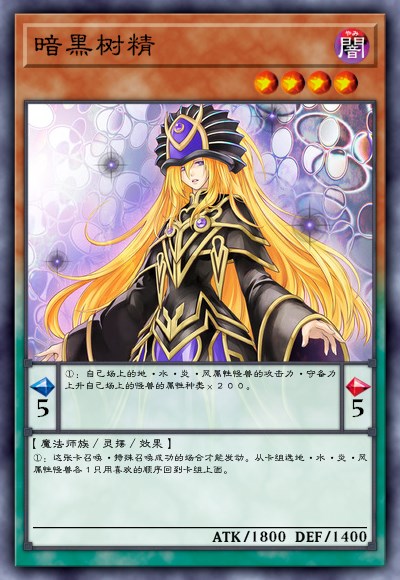 暗黒树精
やみ
闇
①：自己场上的地·水·炎·风属性怪兽的攻击力·守备力
上升自己场上的怪兽的属性种类×２００。
5
5
【魔法师族／灵摆／效果】
①：这张卡召唤·特殊召唤成功的场合才能发动。从卡组选地·水·炎·风
属性怪兽各１只用喜欢的顺序回到卡组上面。
ATK/1800 DEF/1400